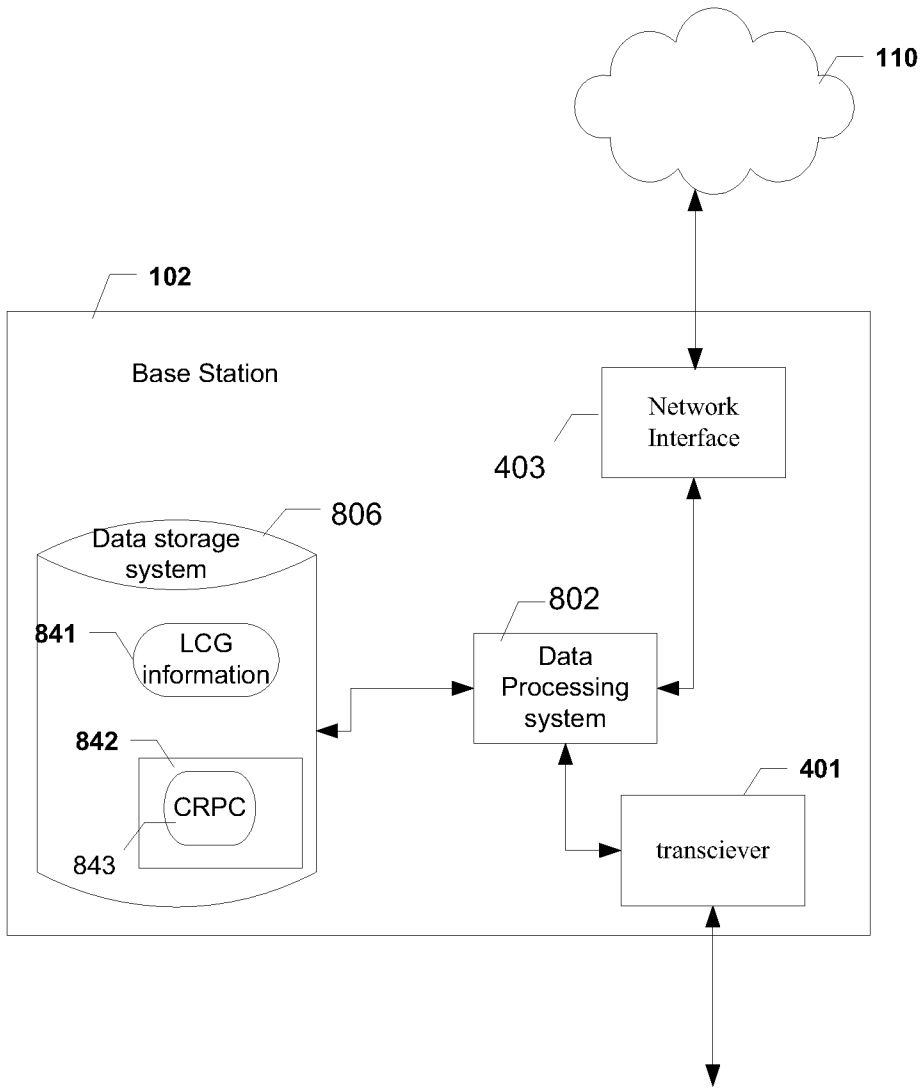 110
102
Base Station
Network
Interface
403
806
Data storage
system
802
841
LCG
information
Data
Processing
system
842
401
CRPC
843
transciever